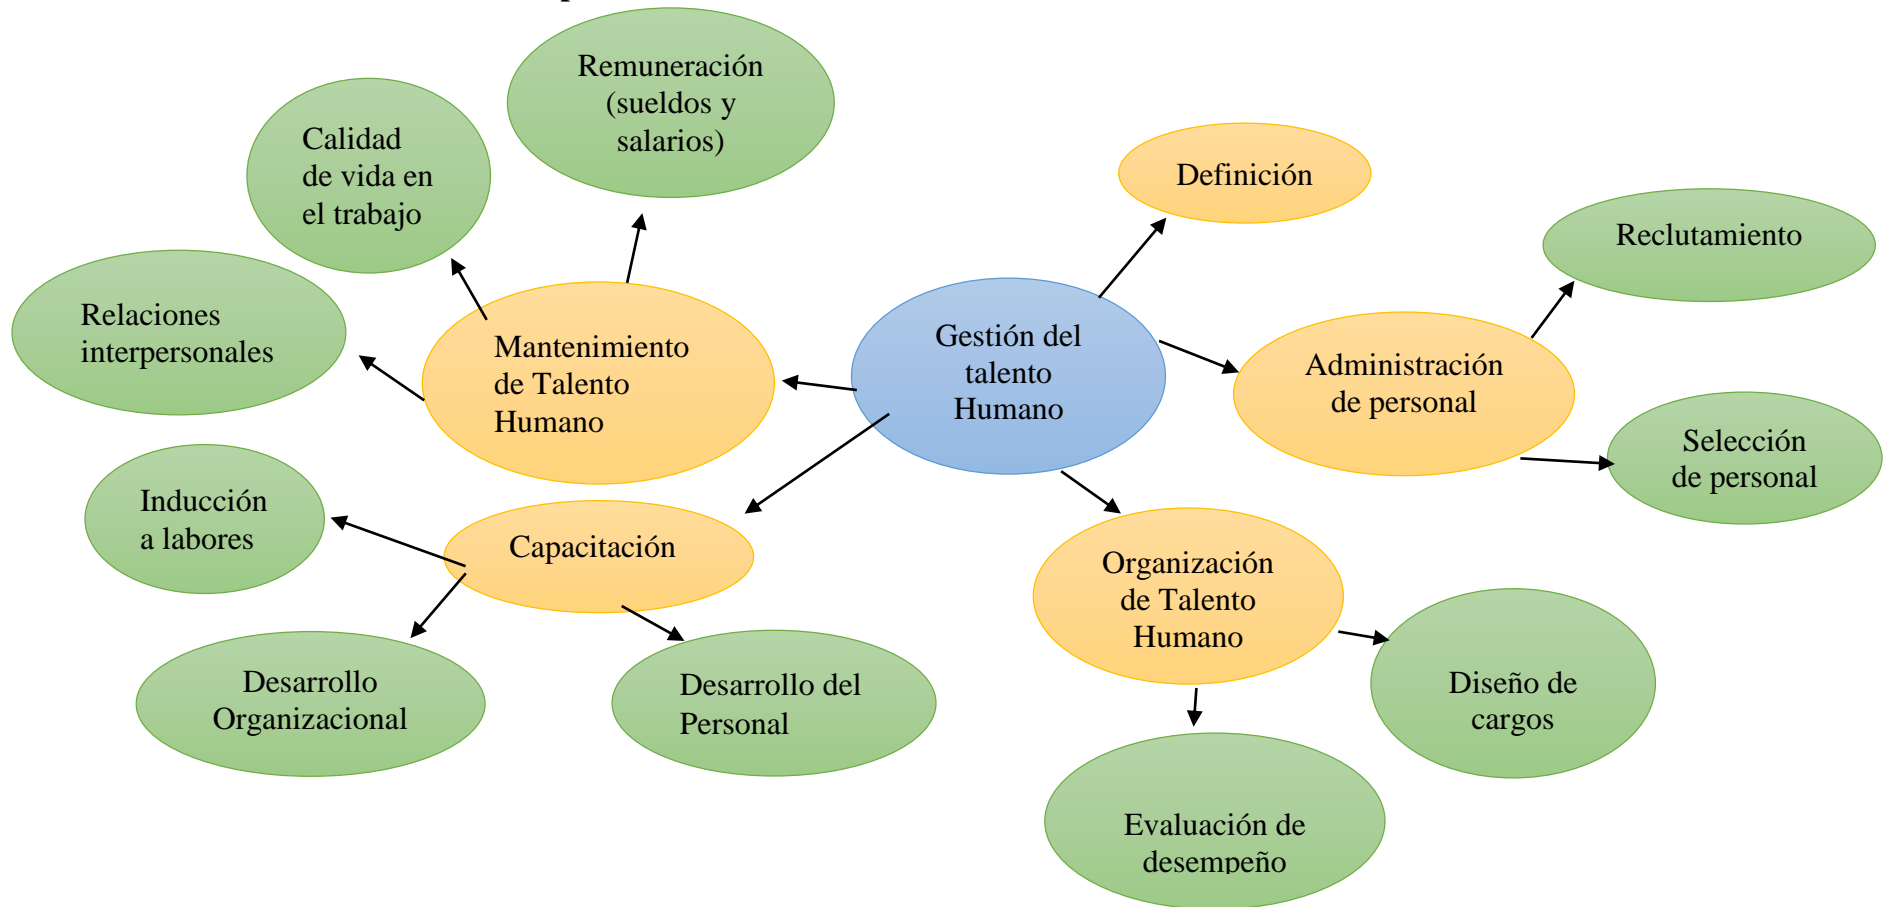 Remuneración
(sueldos y
salarios)
Calidad
de vida en
el trabajo
Definición
Reclutamiento
Relaciones
interpersonales
Mantenimiento
de Talento
Humano
Gestión del
talento
Humano
Administración
de personal
Selección
de personal
Inducción
a labores
Capacitación
Organización
de Talento
Humano
Desarrollo
Organizacional
Desarrollo del
Personal
Diseño de
cargos
Evaluación de
desempeño